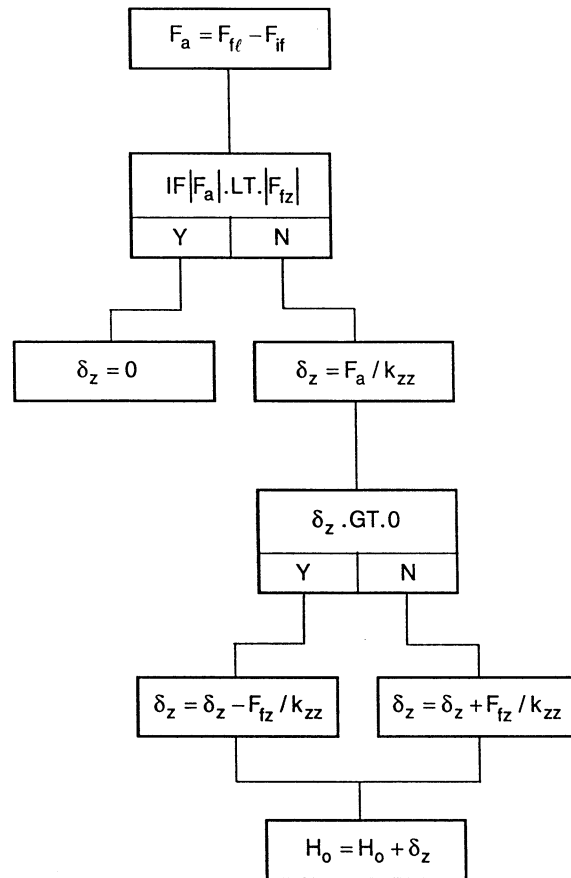 F_a = F_fℓ − F_if
IF|F_a|.LT.|F_fz|
Y N
δ_z = 0
δ_z = F_a / k_zz
δ_z .GT.0
Y N
δ_z = δ_z − F_fz / k_zz
δ_z = δ_z + F_fz / k_zz
H_o = H_o + δ_z